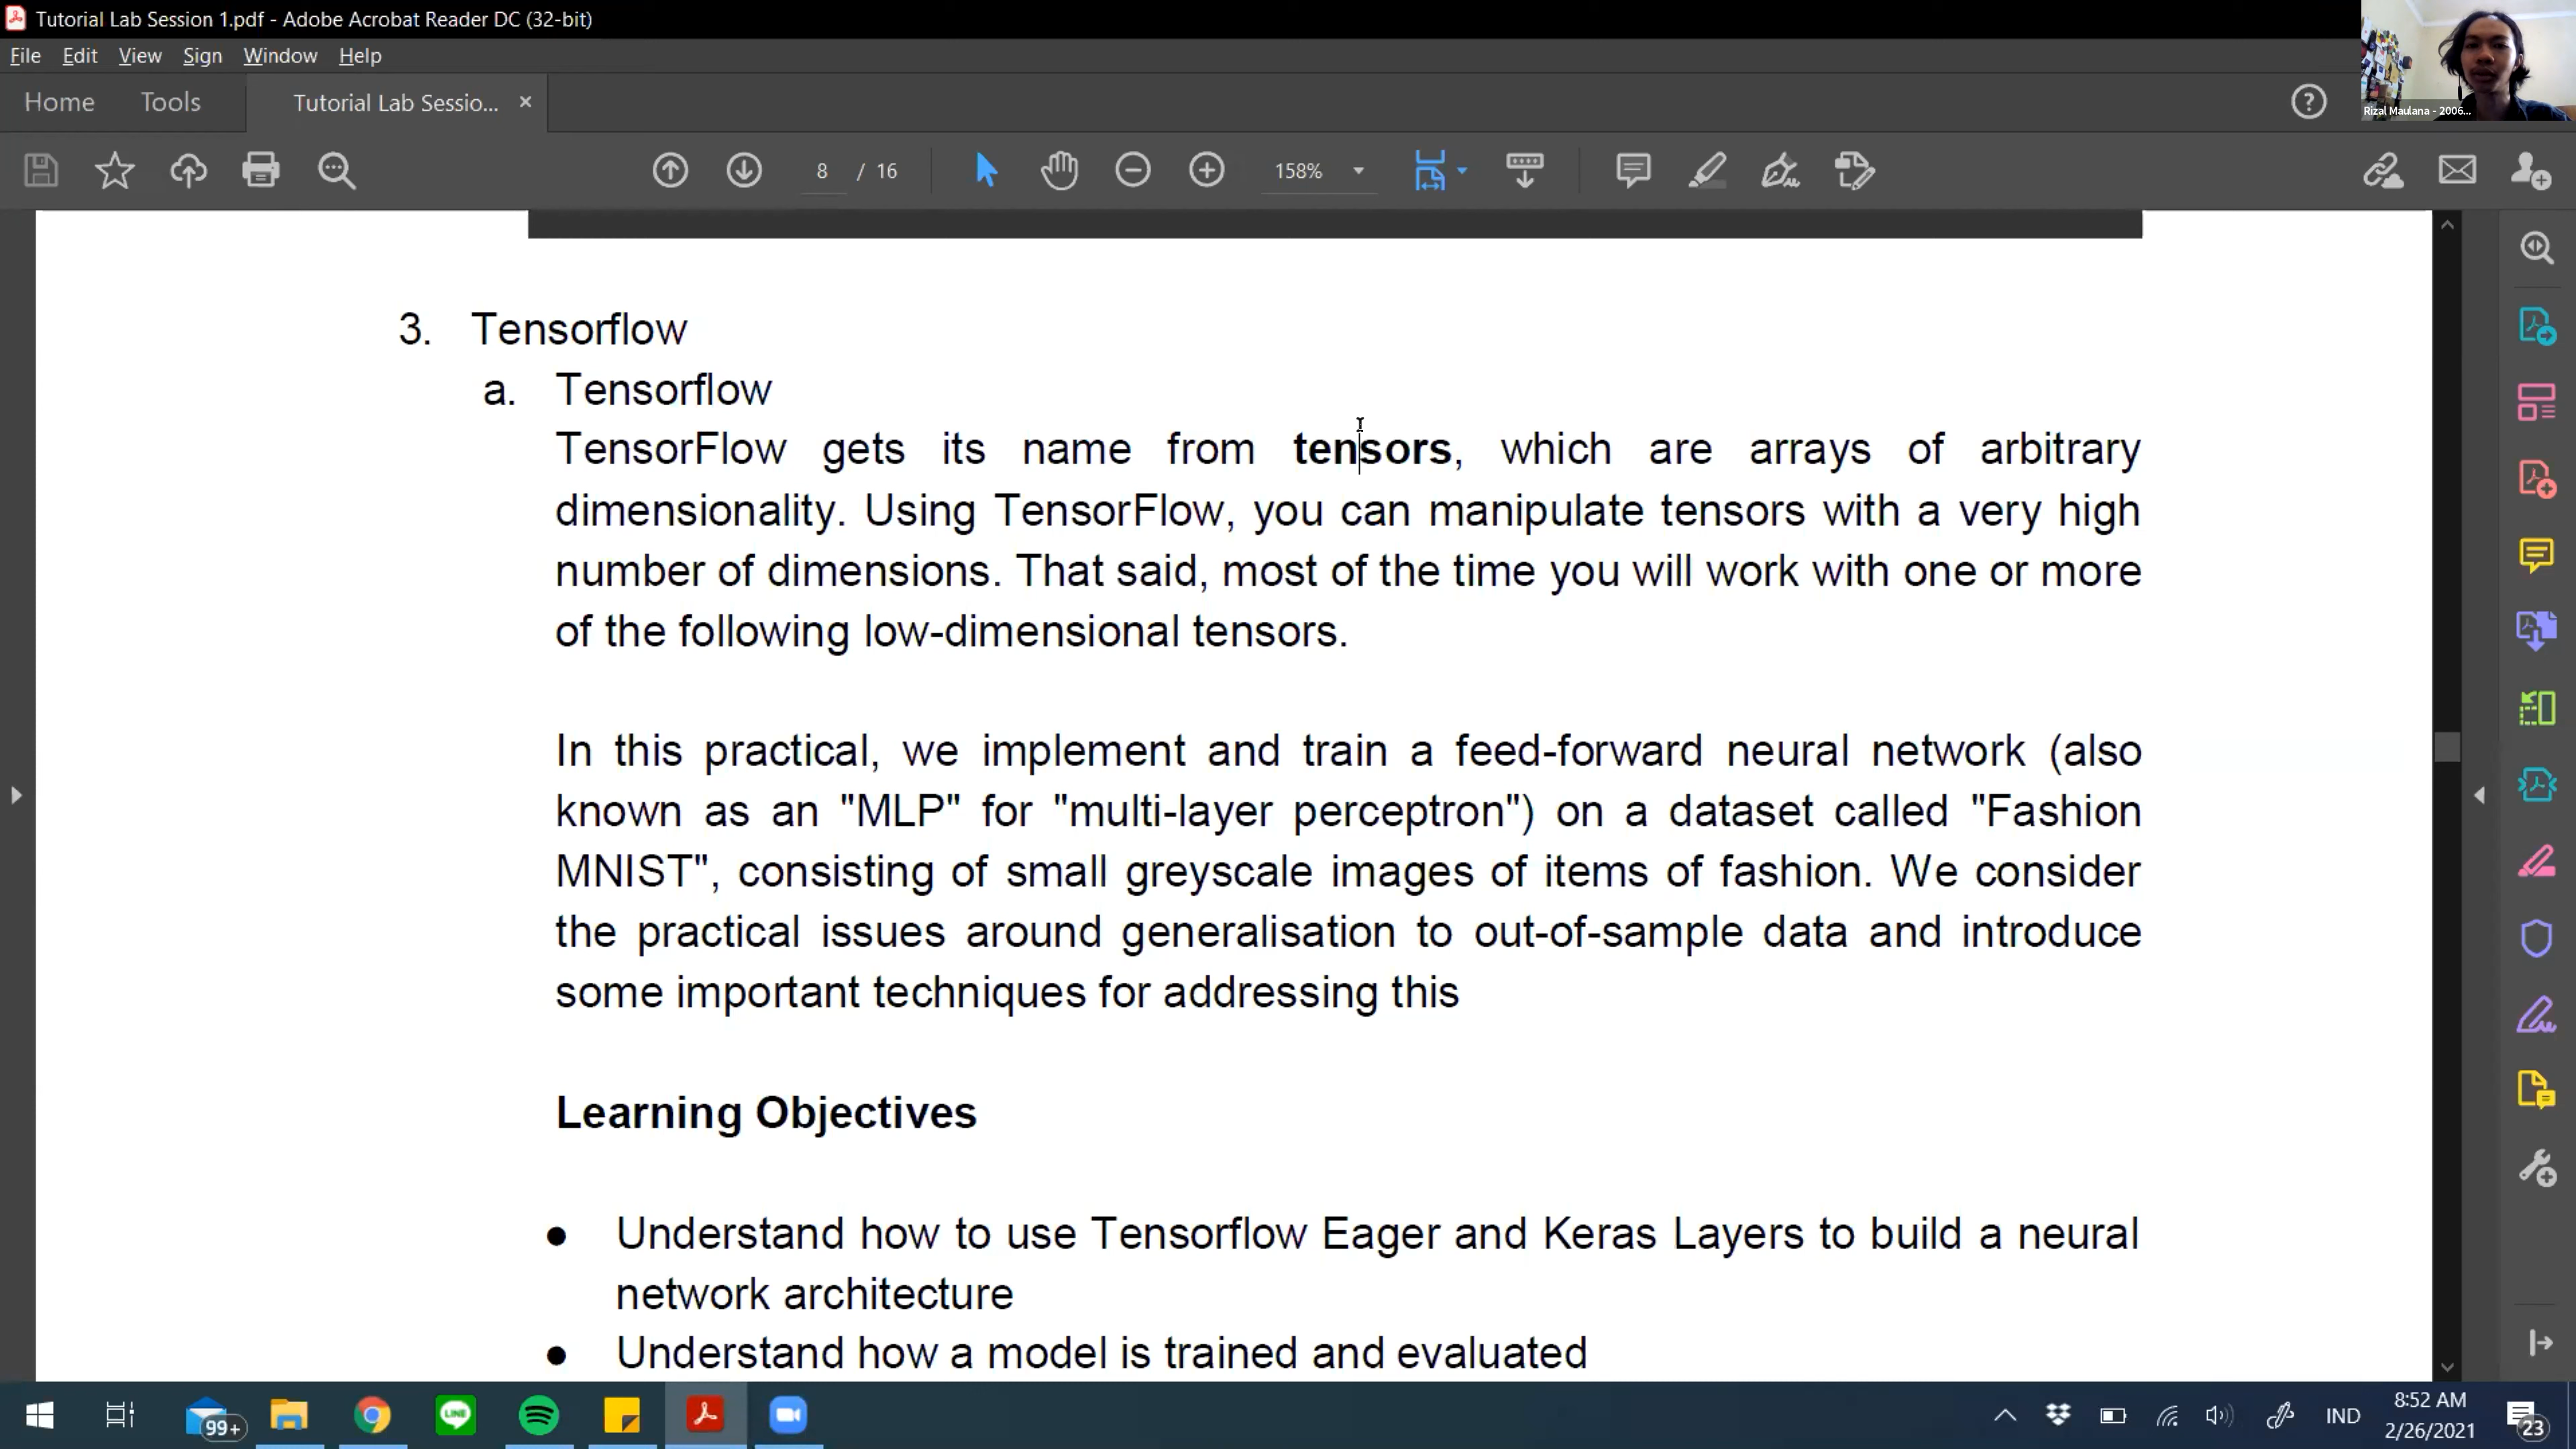 Tutorial Lab Session 1.pdf - Adobe Acrobat Reader DC (32-bit)
File Edit View Sign Window Help
Home Tools Tutorial Lab Sessio... ×
Rizal Maulana - 2006...
8 / 16 158%
3. Tensorflow
a. Tensorflow
TensorFlow gets its name from tensors, which are arrays of arbitrary
dimensionality. Using TensorFlow, you can manipulate tensors with a very high
number of dimensions. That said, most of the time you will work with one or more
of the following low-dimensional tensors.
In this practical, we implement and train a feed-forward neural network (also
known as an "MLP" for "multi-layer perceptron") on a dataset called "Fashion
MNIST", consisting of small greyscale images of items of fashion. We consider
the practical issues around generalisation to out-of-sample data and introduce
some important techniques for addressing this
Learning Objectives
● Understand how to use Tensorflow Eager and Keras Layers to build a neural
network architecture
● Understand how a model is trained and evaluated
99+
LINE
IND
8:52 AM
2/26/2021
23